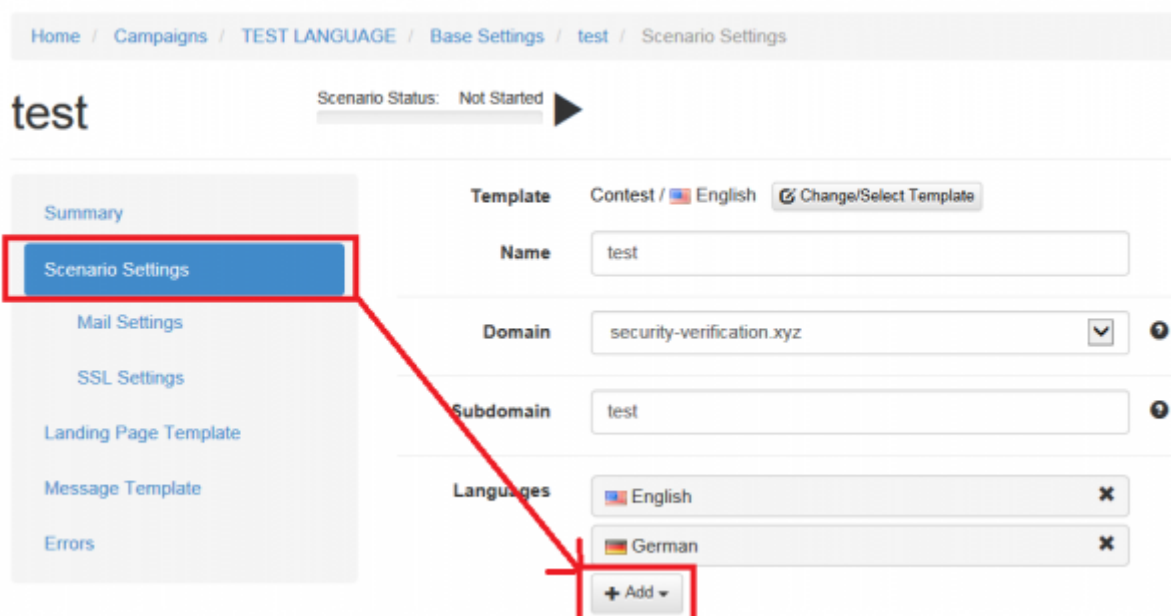 Home / Campaigns / TEST LANGUAGE / Base Settings / test / Scenario Settings
test
Scenario Status: Not Started
Summary
Scenario Settings
Mail Settings
SSL Settings
Landing Page Template
Message Template
Errors
Template Contest / English Change/Select Template
Name test
Domain security-verification.xyz
Subdomain test
Languages English
German
+ Add